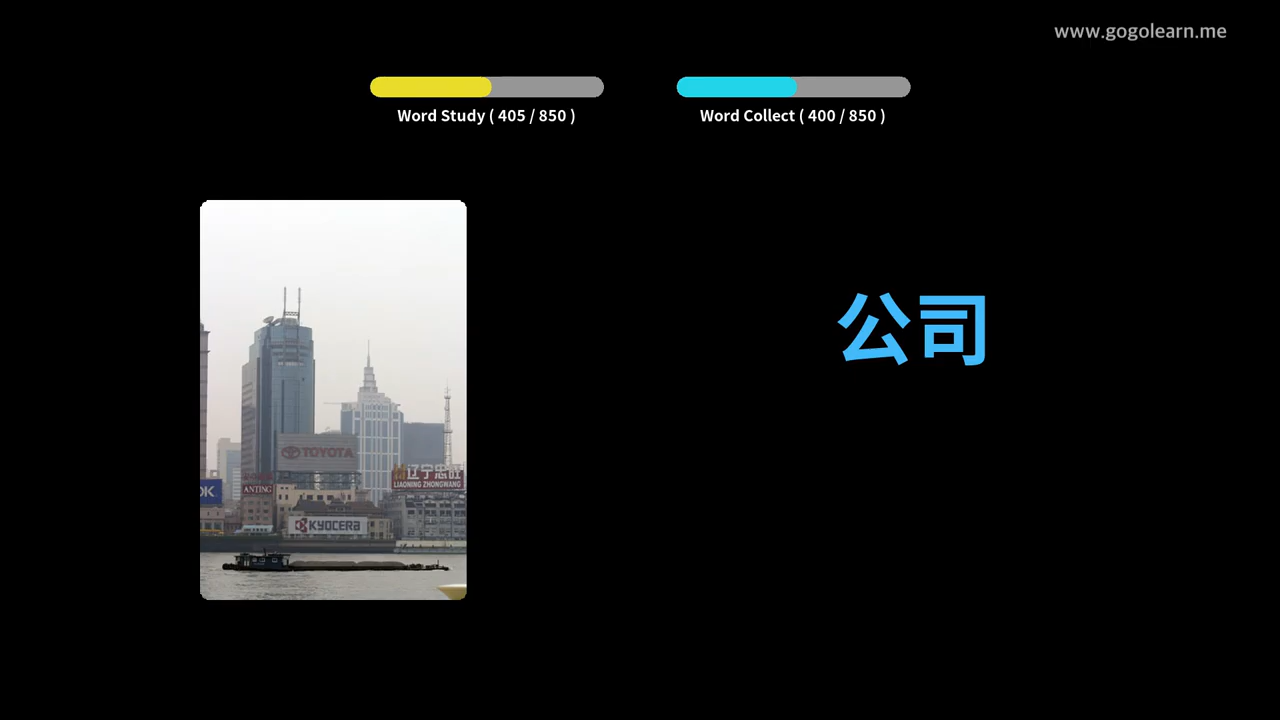 www.gogolearn.me
Word Study ( 405 / 850 )
Word Collect ( 400 / 850 )
公司
TOYOTA
辽宁忠旺
LIAONING ZHONGWANG
OK
ANTING
KYOCERA